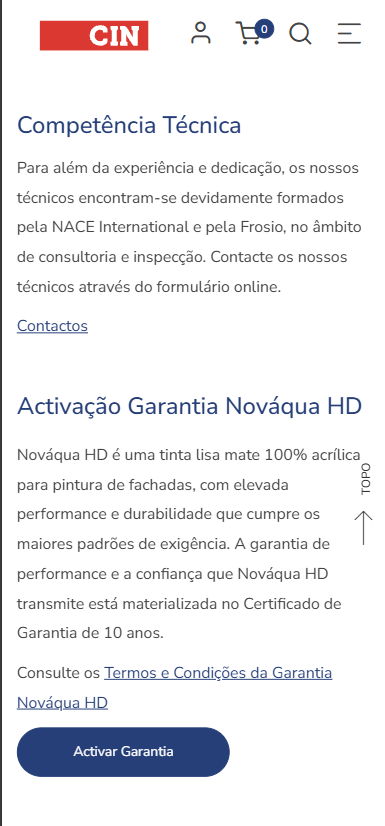 CIN
0
Competência Técnica
Para além da experiência e dedicação, os nossos
técnicos encontram-se devidamente formados
pela NACE International e pela Frosio, no âmbito
de consultoria e inspecção. Contacte os nossos
técnicos através do formulário online.
Contactos
Activação Garantia Nováqua HD
Nováqua HD é uma tinta lisa mate 100% acrílica
para pintura de fachadas, com elevada
performance e durabilidade que cumpre os
maiores padrões de exigência. A garantia de
performance e a confiança que Nováqua HD
transmite está materializada no Certificado de
Garantia de 10 anos.
TOPO
Consulte os Termos e Condições da Garantia
Nováqua HD
Activar Garantia